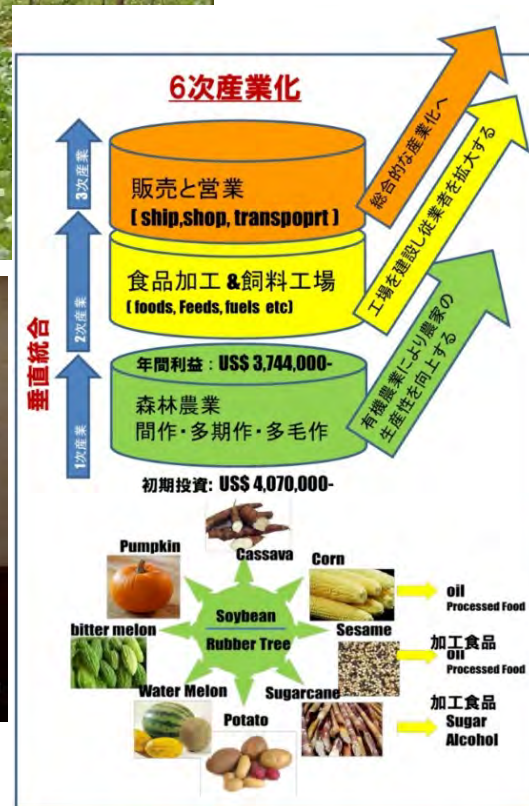 6次産業化
3次産業
販売と営業
( ship,shop, transpoprt )
総合的な産業化へ
2次産業
食品加工 &飼料工場
( foods, Feeds, fuels etc)
工場を建設し従業者を拡大する
垂直統合
1次産業
年間利益 : US$ 3,744,000-
森林農業
間作・多期作・多毛作
有機農業により農家の
生産性を向上する
初期投資: US$ 4,070,000-
Cassava
Pumpkin
Corn
oil
Processed Food
Soybean
Rubber Tree
bitter melon
Sesame
加工食品
oil
Processed Food
Water Melon
Sugarcane
加工食品
Sugar
Alcohol
Potato